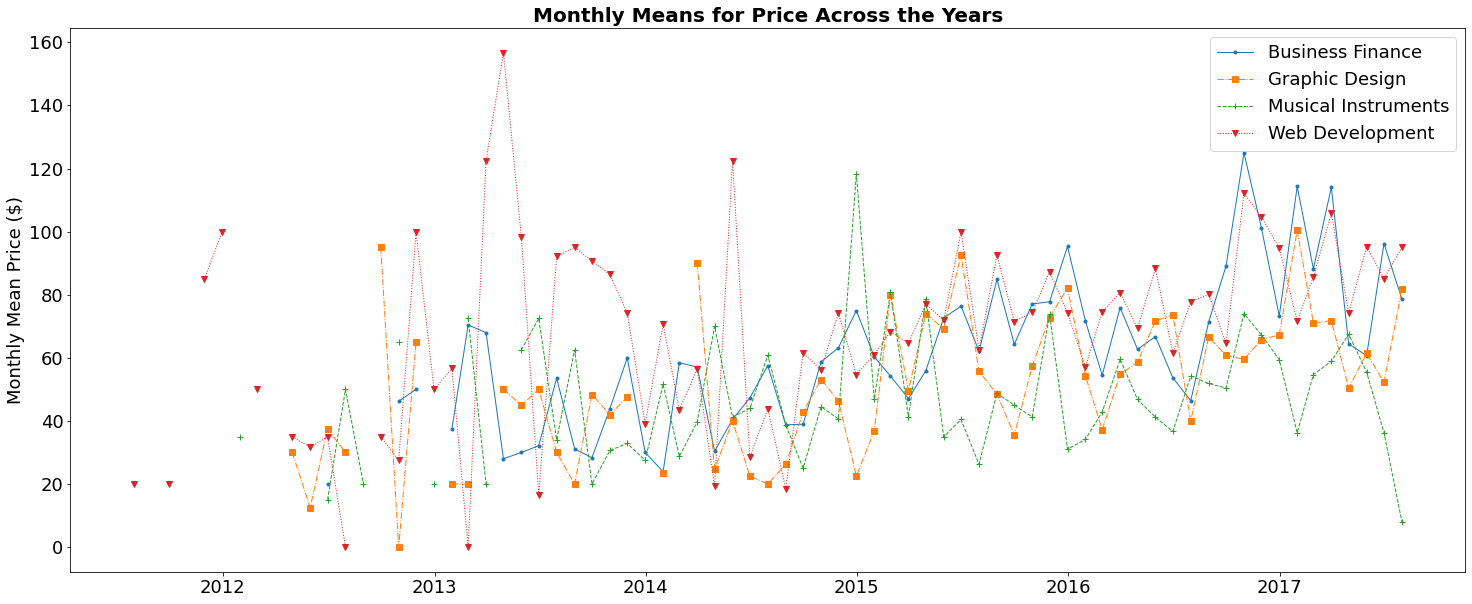 Monthly Means for Price Across the Years
Monthly Mean Price ($)
160
140
120
100
80
60
40
20
0
Business Finance
Graphic Design
Musical Instruments
Web Development
2012
2013
2014
2015
2016
2017